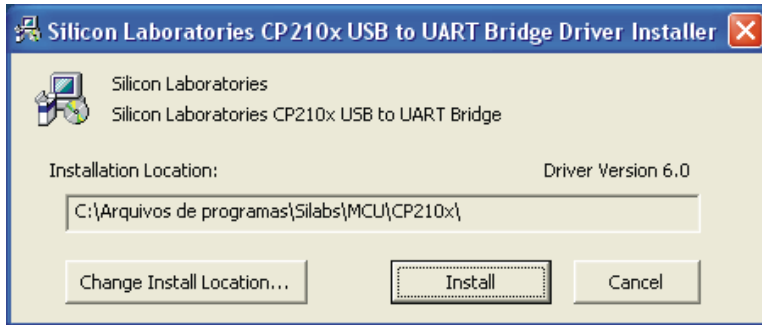 Silicon Laboratories CP210x USB to UART Bridge Driver Installer
Silicon Laboratories
Silicon Laboratories CP210x USB to UART Bridge
Installation Location: Driver Version 6.0
C:\Arquivos de programas\Silabs\MCU\CP210x\
Change Install Location... Install Cancel